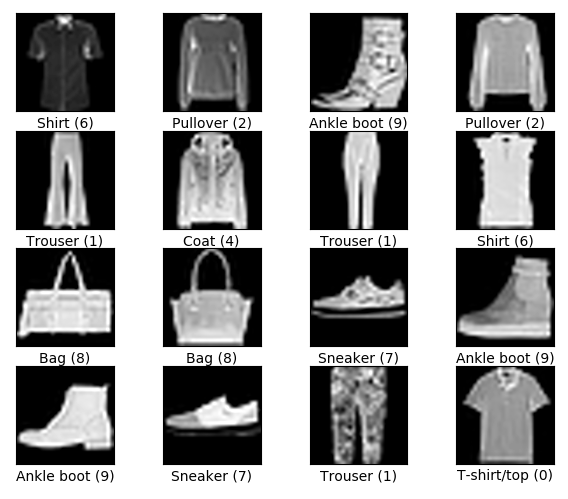 Shirt (6)
Pullover (2)
Ankle boot (9)
Pullover (2)
Trouser (1)
Coat (4)
Trouser (1)
Shirt (6)
Bag (8)
Bag (8)
Sneaker (7)
Ankle boot (9)
Ankle boot (9)
Sneaker (7)
Trouser (1)
T-shirt/top (0)